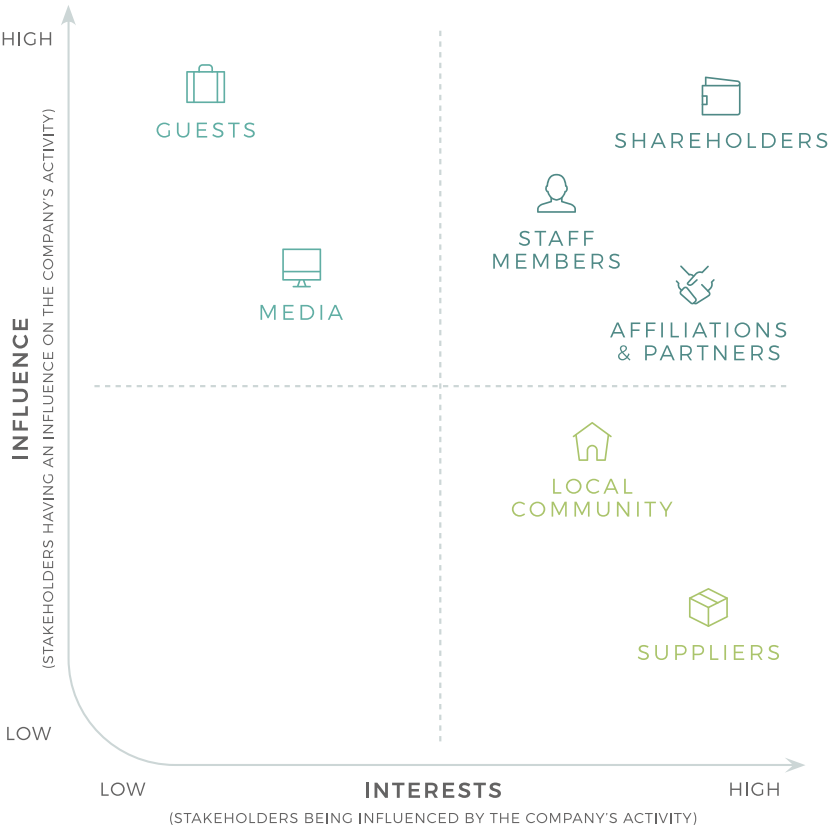 HIGH
GUESTS
SHAREHOLDERS
STAFF
MEMBERS
MEDIA
AFFILIATIONS
& PARTNERS
INFLUENCE
(STAKEHOLDERS HAVING AN INFLUENCE ON THE COMPANY'S ACTIVITY)
LOCAL
COMMUNITY
SUPPLIERS
LOW
LOW
INTERESTS
HIGH
(STAKEHOLDERS BEING INFLUENCED BY THE COMPANY'S ACTIVITY)